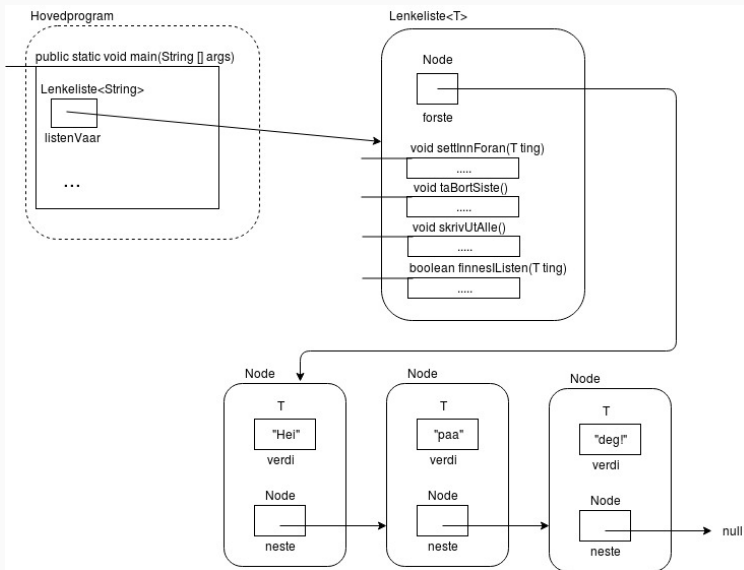 Hovedprogram
public static void main(String [] args)
Lenkeliste<String>
listenVaar
...
Lenkeliste<T>
Node
forste
void settInnForan(T ting)
.....
void taBortSiste()
.....
void skrivUtAlle()
.....
boolean finnesIListen(T ting)
.....
Node
T
"Hei"
verdi
Node
neste
Node
T
"paa"
verdi
Node
neste
Node
T
"deg!"
verdi
Node
neste
null